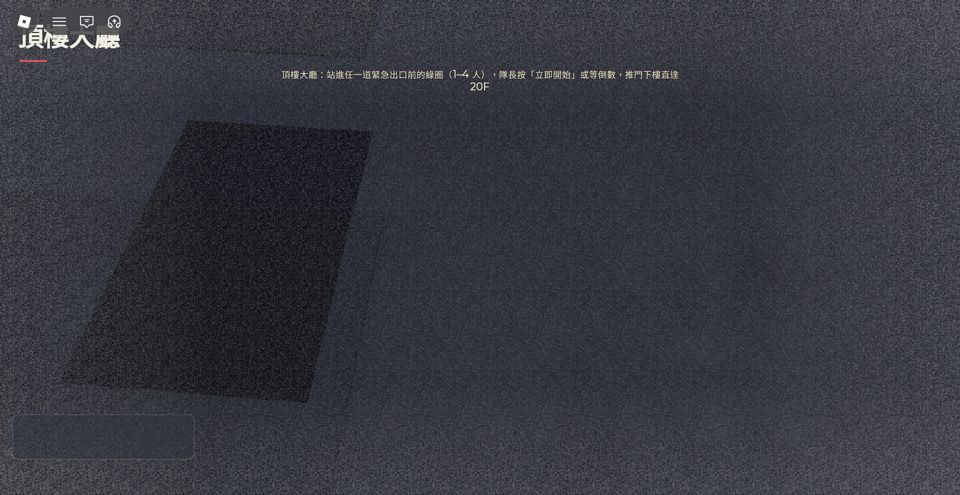 頂樓大廳
頂樓大廳：站進任一道緊急出口前的綠圈（1–4 人），隊長按「立即開始」或等倒數，推門下樓直達
20F